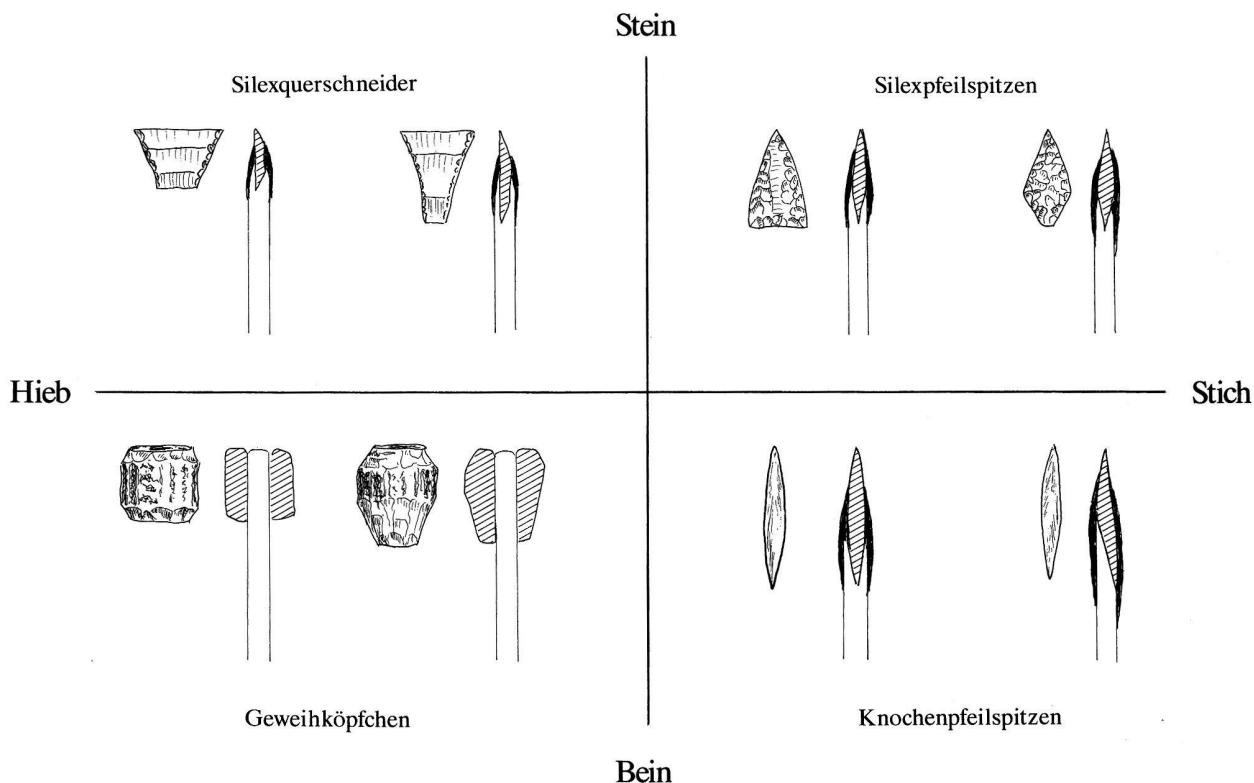 Stein
Silexquerschneider
Silexpfeilspitzen
Hieb
Stich
Geweihköpfchen
Knochenpfeilspitzen
Bein